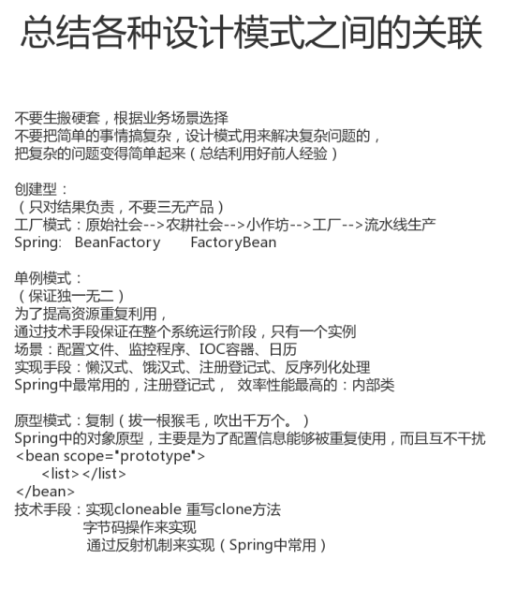 总结各种设计模式之间的关联
不要生搬硬套，根据业务场景选择
不要把简单的事情搞复杂，设计模式用来解决复杂问题的，
把复杂的问题变得简单起来（总结利用好前人经验）
创建型：
（只对结果负责，不要三无产品）
工厂模式：原始社会-->农耕社会-->小作坊-->工厂-->流水线生产
Spring:   BeanFactory       FactoryBean
单例模式：
（保证独一无二）
为了提高资源重复利用，
通过技术手段保证在整个系统运行阶段，只有一个实例
场景：配置文件、监控程序、IOC容器、日历
实现手段：懒汉式、饿汉式、注册登记式、反序列化处理
Spring中最常用的，注册登记式， 效率性能最高的：内部类
原型模式：复制（拔一根猴毛，吹出千万个。）
Spring中的对象原型，主要是为了配置信息能够被重复使用，而且互不干扰
<bean scope="prototype">
<list></list>
</bean>
技术手段：实现cloneable 重写clone方法
字节码操作来实现
通过反射机制来实现（Spring中常用）